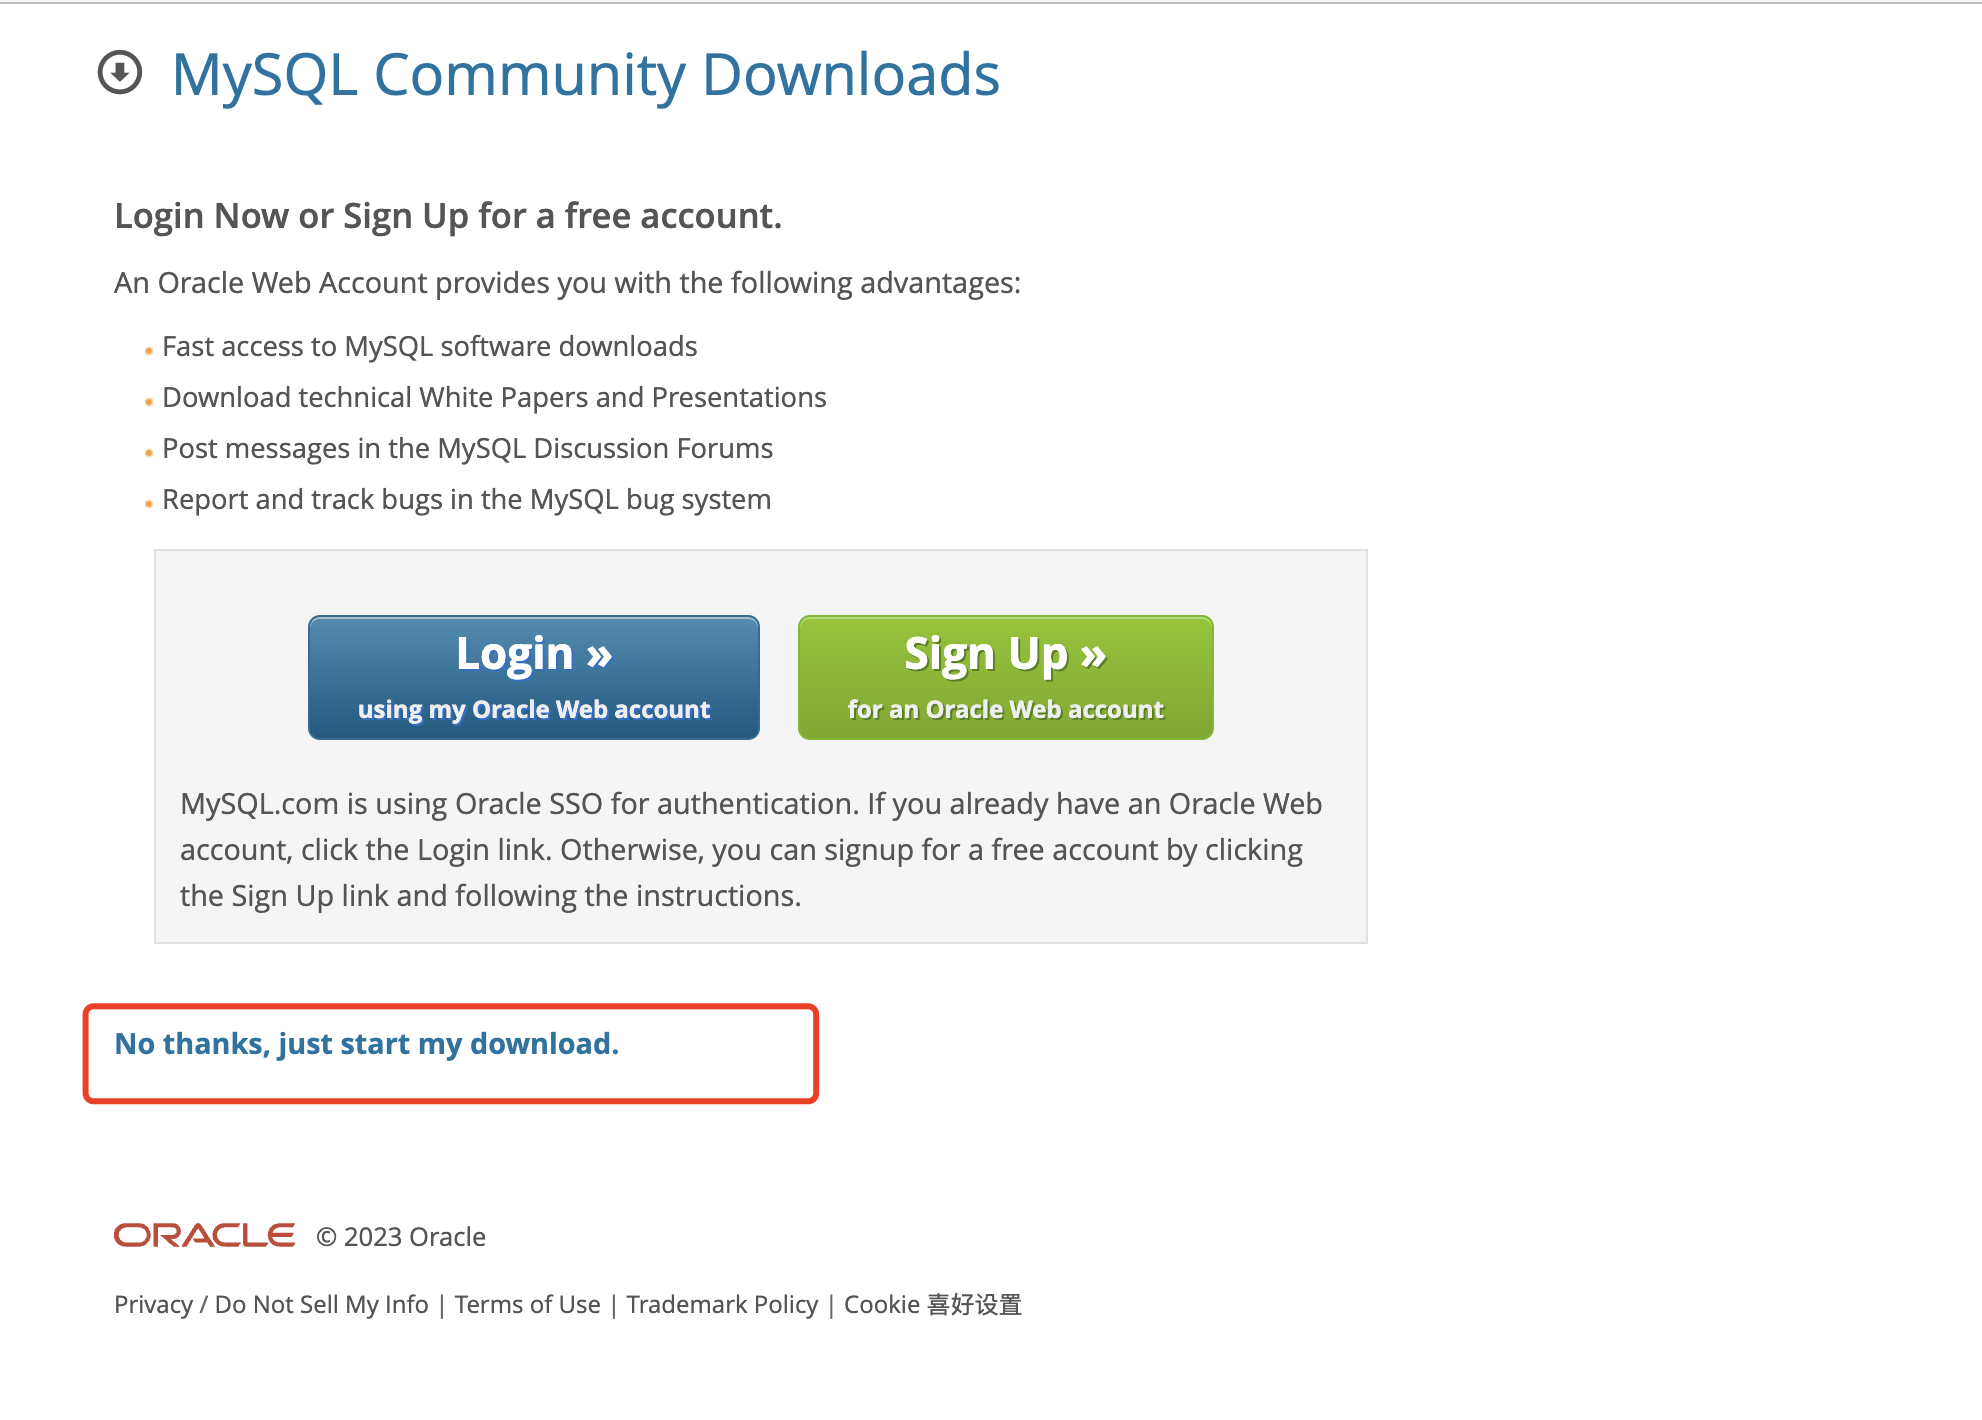 MySQL Community Downloads
Login Now or Sign Up for a free account.
An Oracle Web Account provides you with the following advantages:
Fast access to MySQL software downloads
Download technical White Papers and Presentations
Post messages in the MySQL Discussion Forums
Report and track bugs in the MySQL bug system
Login »
using my Oracle Web account
Sign Up »
for an Oracle Web account
MySQL.com is using Oracle SSO for authentication. If you already have an Oracle Web
account, click the Login link. Otherwise, you can signup for a free account by clicking
the Sign Up link and following the instructions.
No thanks, just start my download.
ORACLE © 2023 Oracle
Privacy / Do Not Sell My Info | Terms of Use | Trademark Policy | Cookie 喜好设置